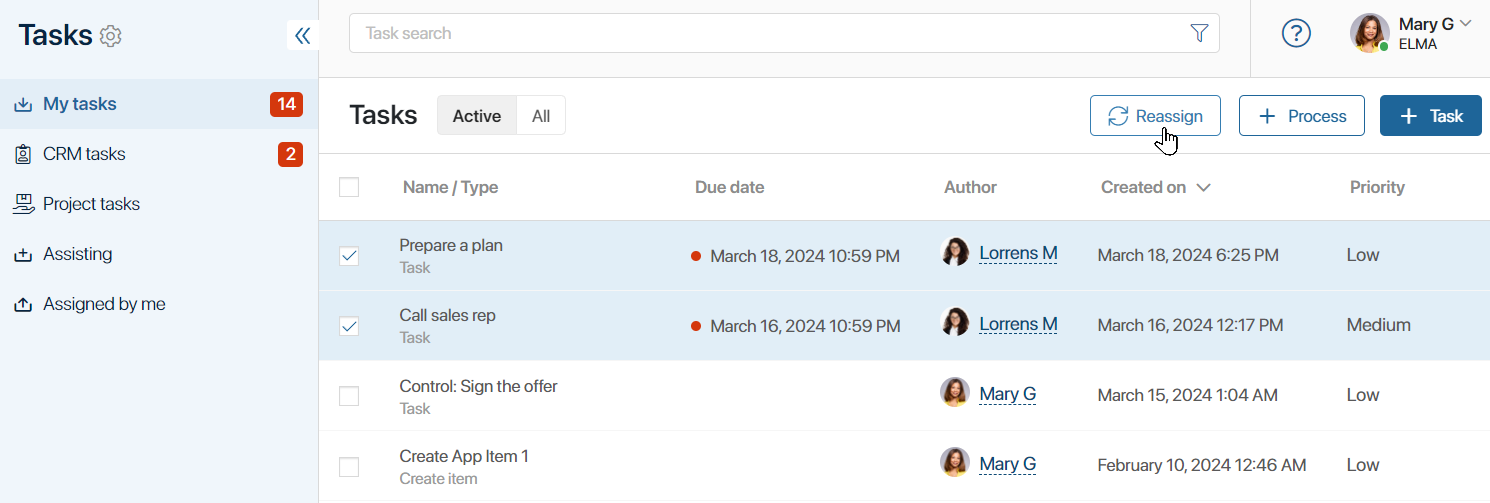 Tasks
My tasks 14
CRM tasks 2
Project tasks
Assisting
Assigned by me
Task search
?
Mary G
ELMA
Tasks Active All Reassign + Process + Task
Name / Type Due date Author Created on Priority
Prepare a plan
Task
March 18, 2024 10:59 PM Lorrens M March 18, 2024 6:25 PM Low
Call sales rep
Task
March 16, 2024 10:59 PM Lorrens M March 16, 2024 12:17 PM Medium
Control: Sign the offer
Task
Mary G March 15, 2024 1:04 AM Low
Create App Item 1
Create item
Mary G February 10, 2024 12:46 AM Low